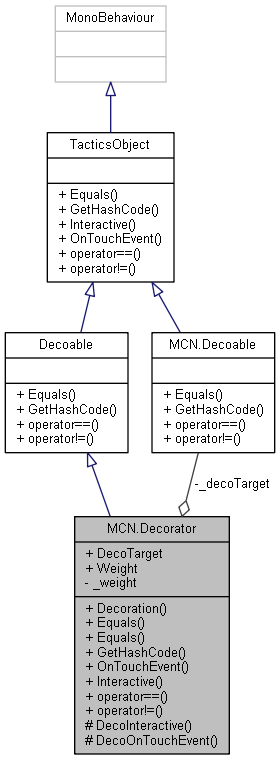 MonoBehaviour
TacticsObject
+ Equals()
+ GetHashCode()
+ Interactive()
+ OnTouchEvent()
+ operator==()
+ operator!=()
Decoable
+ Equals()
+ GetHashCode()
+ operator==()
+ operator!=()
MCN.Decoable
+ Equals()
+ GetHashCode()
+ operator==()
+ operator!=()
-_decoTarget
MCN.Decorator
+ DecoTarget
+ Weight
- _weight
+ Decoration()
+ Equals()
+ Equals()
+ GetHashCode()
+ OnTouchEvent()
+ Interactive()
+ operator==()
+ operator!=()
# DecoInteractive()
# DecoOnTouchEvent()